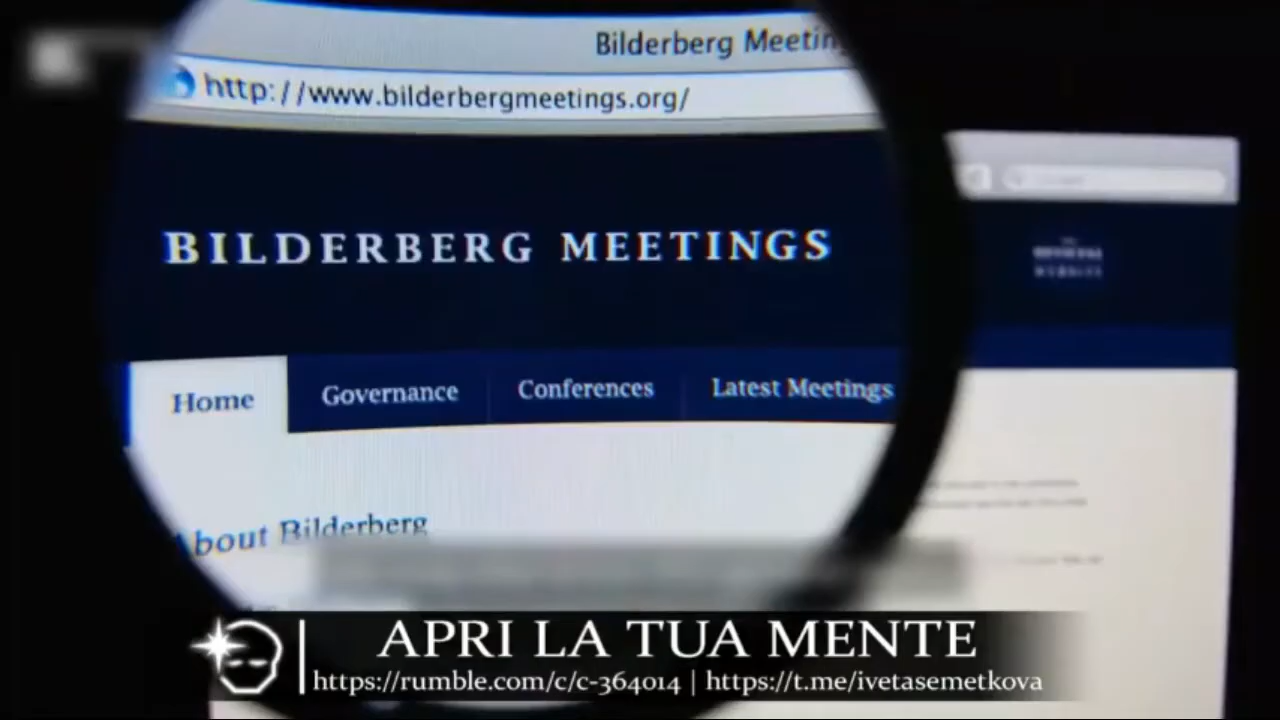 Bilderberg Meetin
http://www.bilderbergmeetings.org/
BILDERBERG MEETINGS
Home
Governance
Conferences
Latest Meetings
About Bilderberg
APRI LA TUA MENTE
https://rumble.com/c/c-364014 | https://t.me/ivetasemetkova